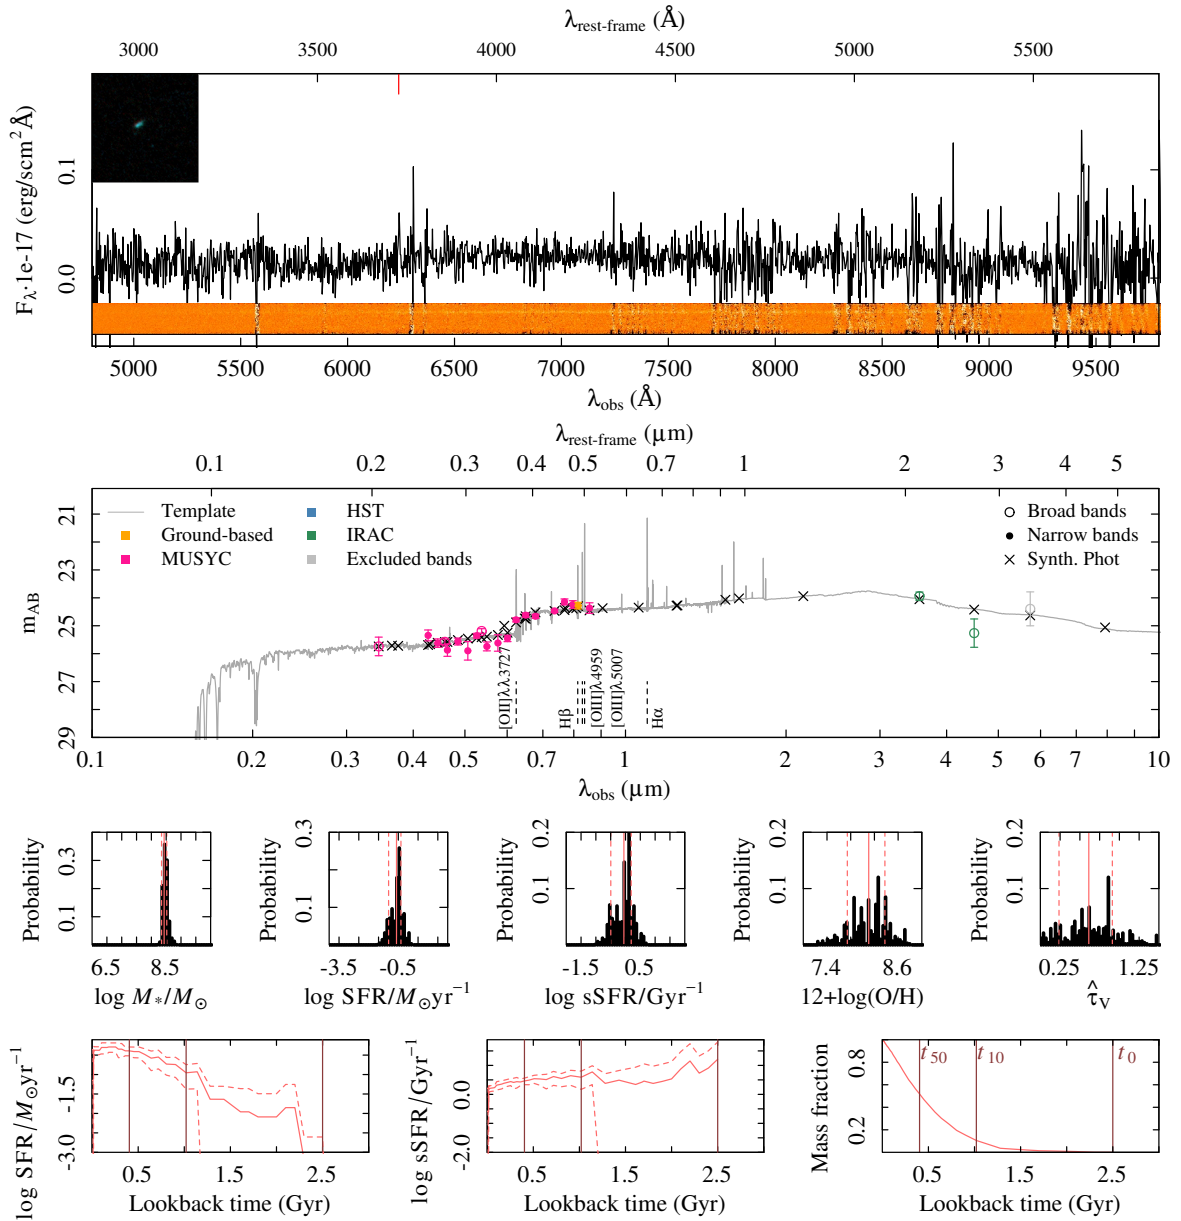 λrest-frame (Å)
3000 3500 4000 4500 5000 5500
Fλ·1e-17 (erg/scm²Å)
0.0 0.1
5000 5500 6000 6500 7000 7500 8000 8500 9000 9500
λobs (Å)
λrest-frame (μm)
0.1 0.2 0.3 0.4 0.5 0.7 1 2 3 4 5
mAB
21
23
25
27
29
Template
Ground-based
MUSYC
HST
IRAC
Excluded bands
Broad bands
Narrow bands
Synth. Phot
[OII]λλ3727
Hβ
[OIII]λ4959
[OIII]λ5007
Hα
0.1 0.2 0.3 0.4 0.5 0.7 1 2 3 4 5 6 7 10
λobs (μm)
Probability
0.1 0.3
6.5 8.5
log M*/M⊙
Probability
0.1 0.3
-3.5 -0.5
log SFR/M⊙yr⁻¹
Probability
0.1 0.2
-1.5 0.5
log sSFR/Gyr⁻¹
Probability
0.1 0.2
7.4 8.6
12+log(O/H)
Probability
0.1 0.2
0.25 1.25
τ̂V
log SFR/M⊙yr⁻¹
-3.0 -1.5
0.5 1.5 2.5
Lookback time (Gyr)
log sSFR/Gyr⁻¹
-2.0 0.0
0.5 1.5 2.5
Lookback time (Gyr)
Mass fraction
0.2 0.8
t50 t10 t0
0.5 1.5 2.5
Lookback time (Gyr)